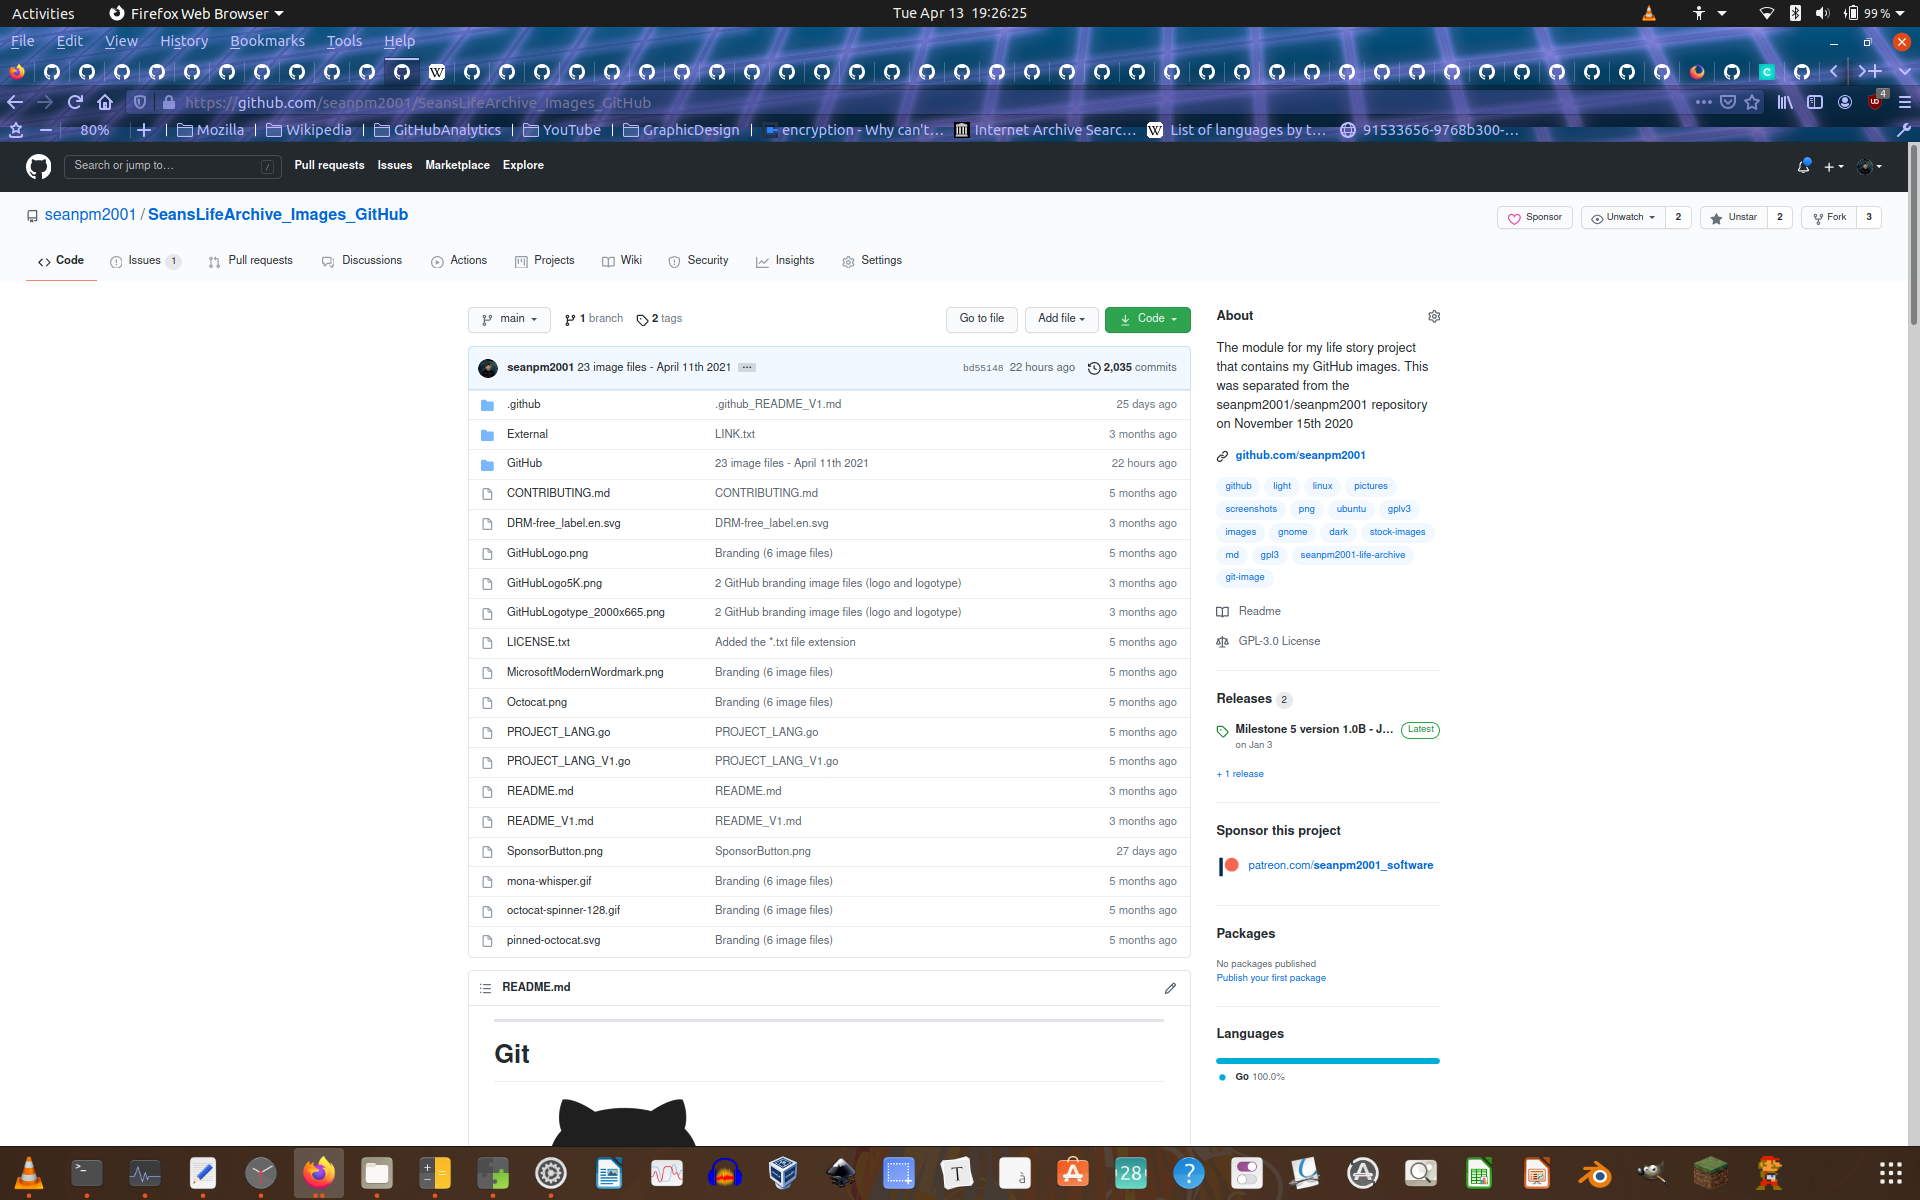 Activities Firefox Web Browser Tue Apr 13 19:26:25 99 %
File Edit View History Bookmarks Tools Help
https://github.com/seanpm2001/SeansLifeArchive_Images_GitHub 4
80% Mozilla Wikipedia GitHubAnalytics YouTube GraphicDesign encryption - Why can't… Internet Archive Searc… List of languages by t… 91533656-9768b300-…
Search or jump to… / Pull requests Issues Marketplace Explore
seanpm2001 / SeansLifeArchive_Images_GitHub Sponsor Unwatch 2 Unstar 2 Fork 3
Code Issues 1 Pull requests Discussions Actions Projects Wiki Security Insights Settings
main 1 branch 2 tags Go to file Add file Code
seanpm2001 23 image files - April 11th 2021 ... bd55148 22 hours ago 2,035 commits
.github .github_README_V1.md 25 days ago
External LINK.txt 3 months ago
GitHub 23 image files - April 11th 2021 22 hours ago
CONTRIBUTING.md CONTRIBUTING.md 5 months ago
DRM-free_label.en.svg DRM-free_label.en.svg 3 months ago
GitHubLogo.png Branding (6 image files) 5 months ago
GitHubLogo5K.png 2 GitHub branding image files (logo and logotype) 3 months ago
GitHubLogotype_2000x665.png 2 GitHub branding image files (logo and logotype) 3 months ago
LICENSE.txt Added the *.txt file extension 5 months ago
MicrosoftModernWordmark.png Branding (6 image files) 5 months ago
Octocat.png Branding (6 image files) 5 months ago
PROJECT_LANG.go PROJECT_LANG.go 5 months ago
PROJECT_LANG_V1.go PROJECT_LANG_V1.go 5 months ago
README.md README.md 3 months ago
README_V1.md README_V1.md 3 months ago
SponsorButton.png SponsorButton.png 27 days ago
mona-whisper.gif Branding (6 image files) 5 months ago
octocat-spinner-128.gif Branding (6 image files) 5 months ago
pinned-octocat.svg Branding (6 image files) 5 months ago
README.md
Git
About
The module for my life story project
that contains my GitHub images. This
was separated from the
seanpm2001/seanpm2001 repository
on November 15th 2020
github.com/seanpm2001
github light linux pictures
screenshots png ubuntu gplv3
images gnome dark stock-images
md gpl3 seanpm2001-life-archive
git-image
Readme
GPL-3.0 License
Releases 2
Milestone 5 version 1.0B - J… Latest
on Jan 3
+ 1 release
Sponsor this project
patreon.com/seanpm2001_software
Packages
No packages published
Publish your first package
Languages
Go 100.0%